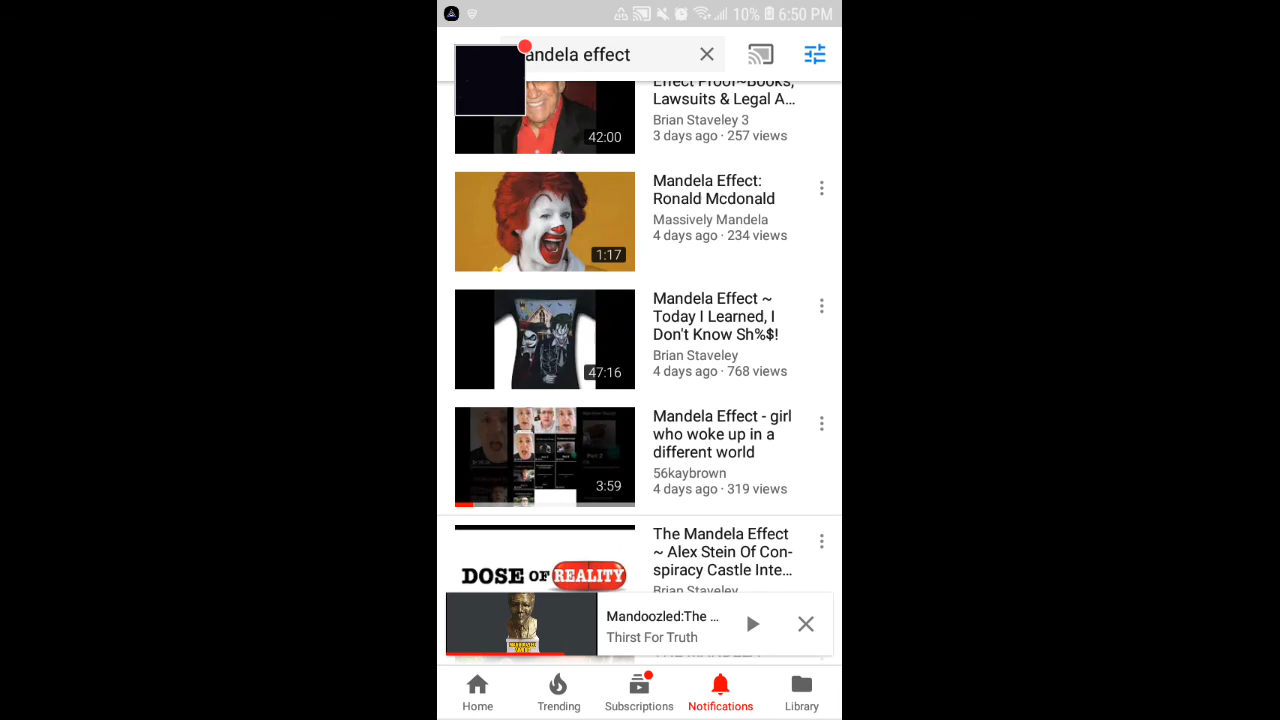 10% 6:50 PM
andela effect
Effect Proof~Books,
Lawsuits & Legal A...
Brian Staveley 3
3 days ago · 257 views
42:00
Mandela Effect:
Ronald Mcdonald
Massively Mandela
4 days ago · 234 views
1:17
Mandela Effect ~
Today I Learned, I
Don't Know Sh%$!
Brian Staveley
4 days ago · 768 views
47:16
Mandela Effect - girl
who woke up in a
different world
56kaybrown
4 days ago · 319 views
3:59
The Mandela Effect
~ Alex Stein Of Con-
spiracy Castle Inte...
Brian Staveley
DOSE OF REALITY
Mandoozled:The ...
Thirst For Truth
Home Trending Subscriptions Notifications Library